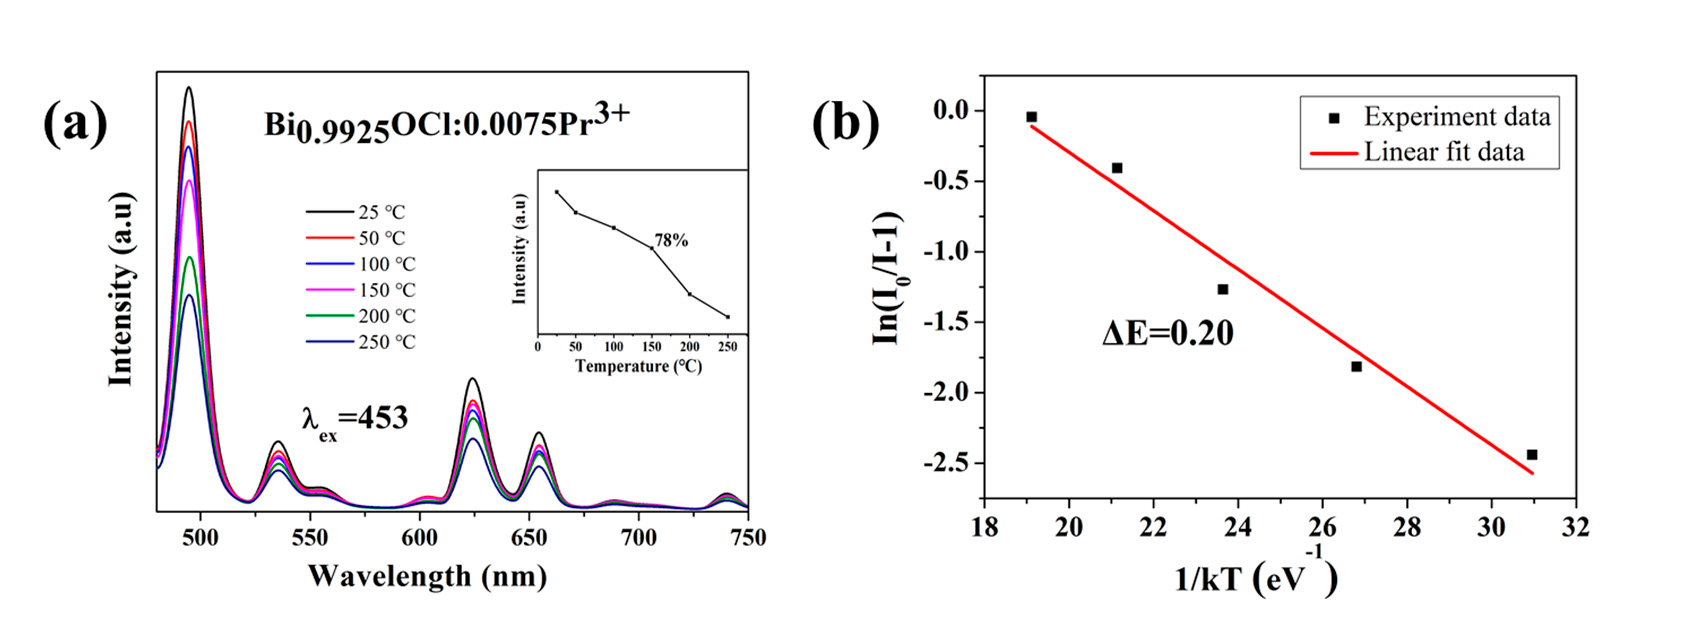 (a)
Bi0.9925OCl:0.0075Pr3+
25 ℃
50 ℃
100 ℃
150 ℃
200 ℃
250 ℃
λex=453
Intensity (a.u)
500 550 600 650 700 750
Wavelength (nm)
Intensity (a.u)
78%
0 50 100 150 200 250
Temperature (℃)
(b)
Experiment data
Linear fit data
ΔE=0.20
ln(I0/I-1)
0.0
-0.5
-1.0
-1.5
-2.0
-2.5
18 20 22 24 26 28 30 32
1/kT (eV-1)